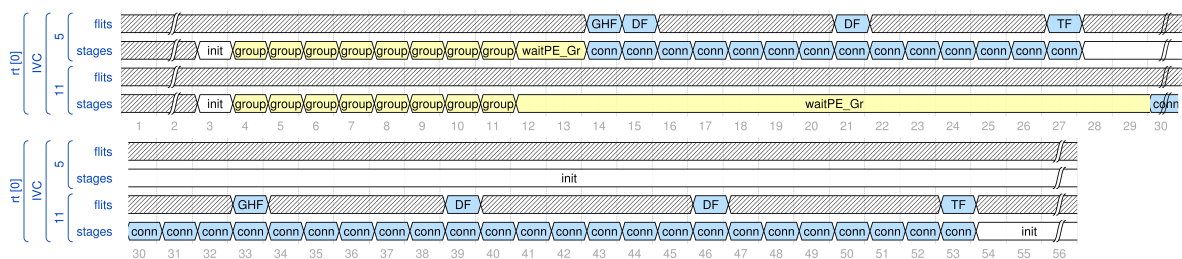 rt [0]
IVC
5
flits GHF DF DF TF
stages init group group group group group group group group waitPE_Gr conn conn conn conn conn conn conn conn conn conn conn conn conn conn
11
flits
stages init group group group group group group group group waitPE_Gr conn
1 2 3 4 5 6 7 8 9 10 11 12 13 14 15 16 17 18 19 20 21 22 23 24 25 26 27 28 29 30
rt [0]
IVC
5
flits
stages init
11
flits GHF DF DF TF
stages conn conn conn conn conn conn conn conn conn conn conn conn conn conn conn conn conn conn conn conn conn conn conn conn init
30 31 32 33 34 35 36 37 38 39 40 43 44 45 46 47 48 49 50 51 52 53 54 55 56